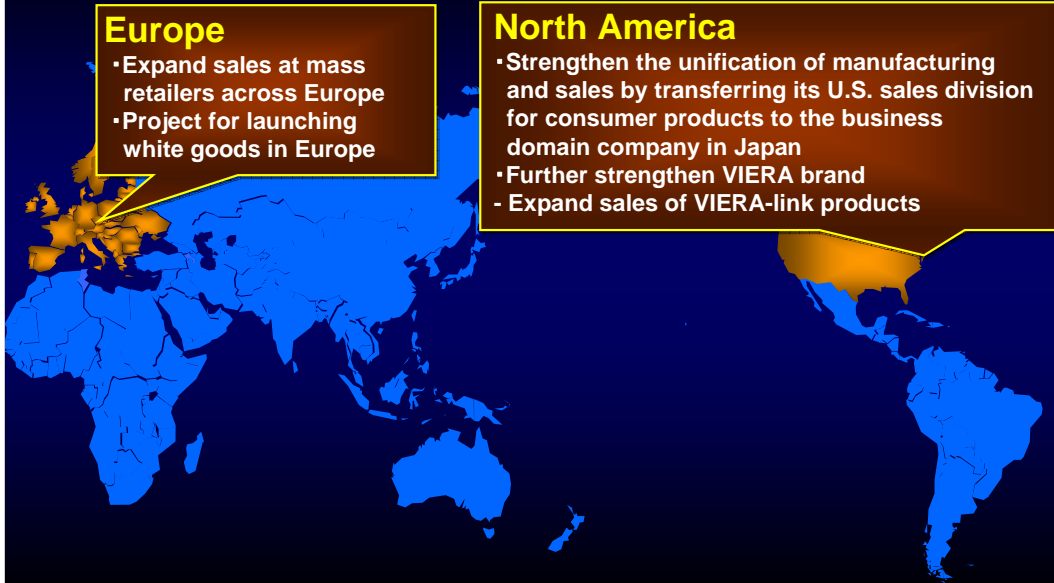 Europe
・Expand sales at mass
retailers across Europe
・Project for launching
white goods in Europe
North America
・Strengthen the unification of manufacturing
and sales by transferring its U.S. sales division
for consumer products to the business
domain company in Japan
・Further strengthen VIERA brand
- Expand sales of VIERA-link products